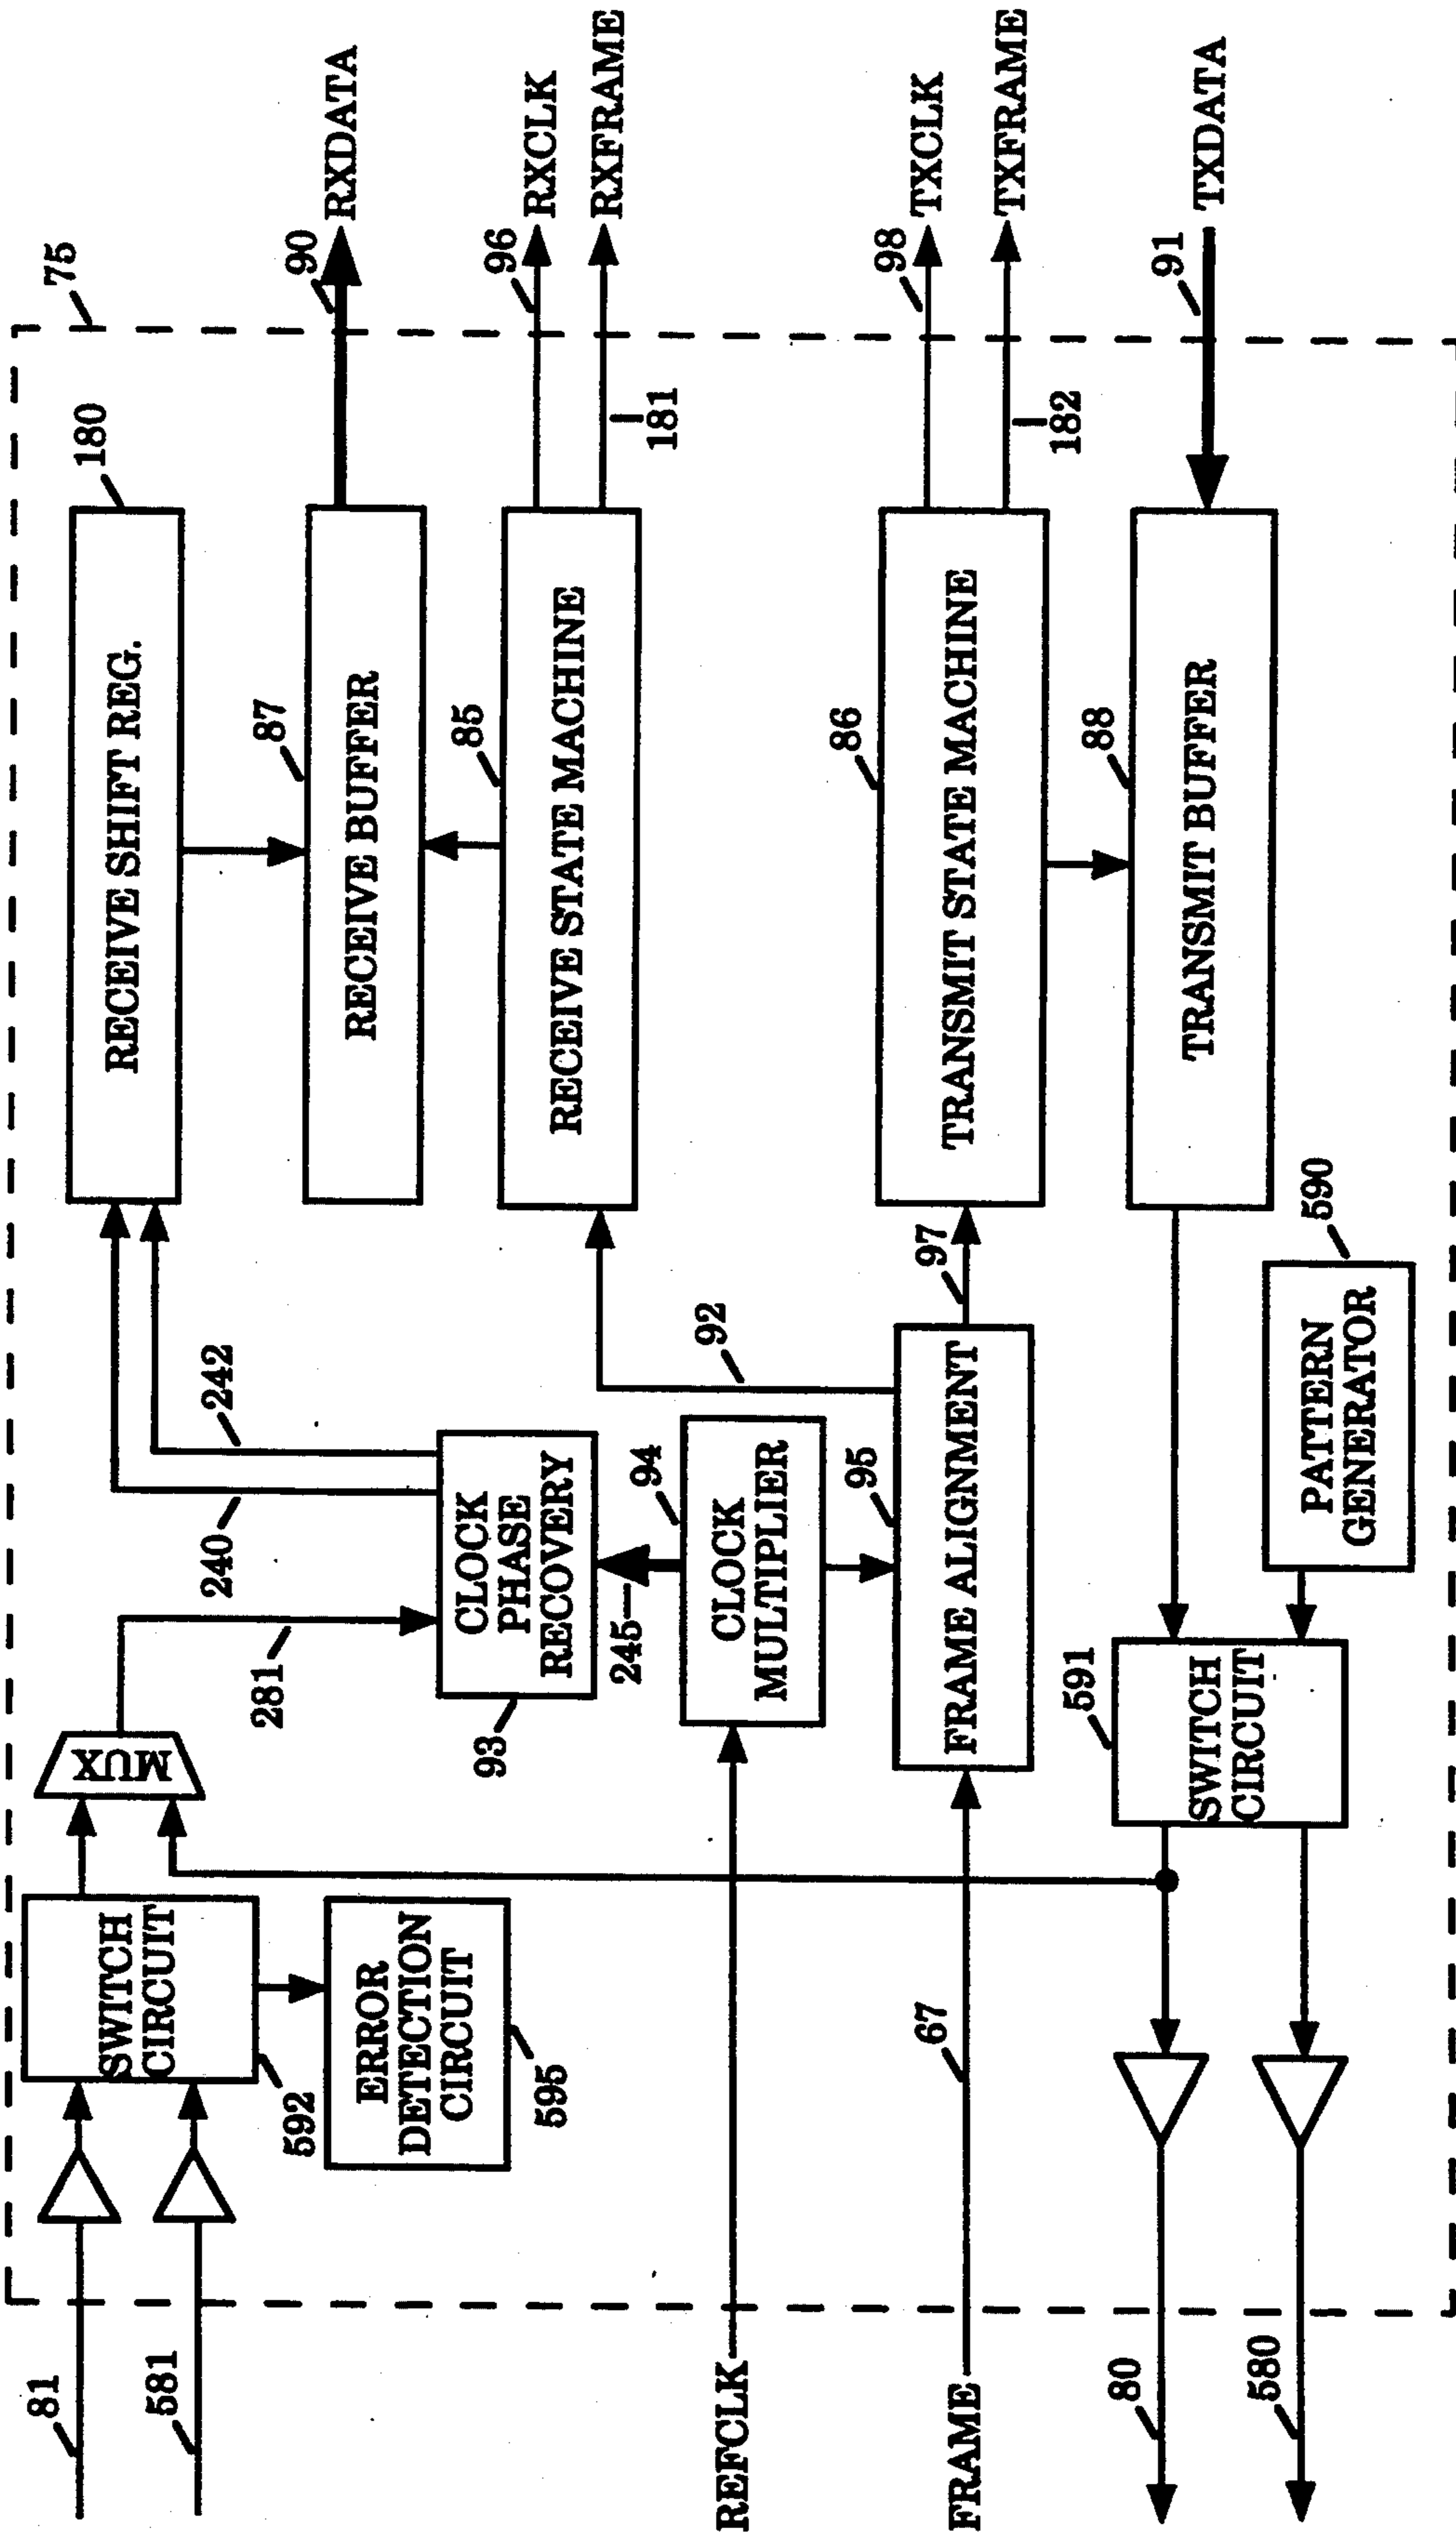 75
81
581
SWITCH
CIRCUIT
592
ERROR
DETECTION
CIRCUIT
595
MUX
281
240
242
CLOCK
PHASE
RECOVERY
93
245
RECEIVE SHIFT REG.
180
87
RECEIVE BUFFER
90
RXDATA
85
RECEIVE STATE MACHINE
96
RXCLK
181
RXFRAME
REFCLK
94
CLOCK
MULTIPLIER
92
FRAME
67
95
FRAME ALIGNMENT
97
86
TRANSMIT STATE MACHINE
98
TXCLK
182
TXFRAME
88
TRANSMIT BUFFER
91
TXDATA
80
580
591
SWITCH
CIRCUIT
590
PATTERN
GENERATOR